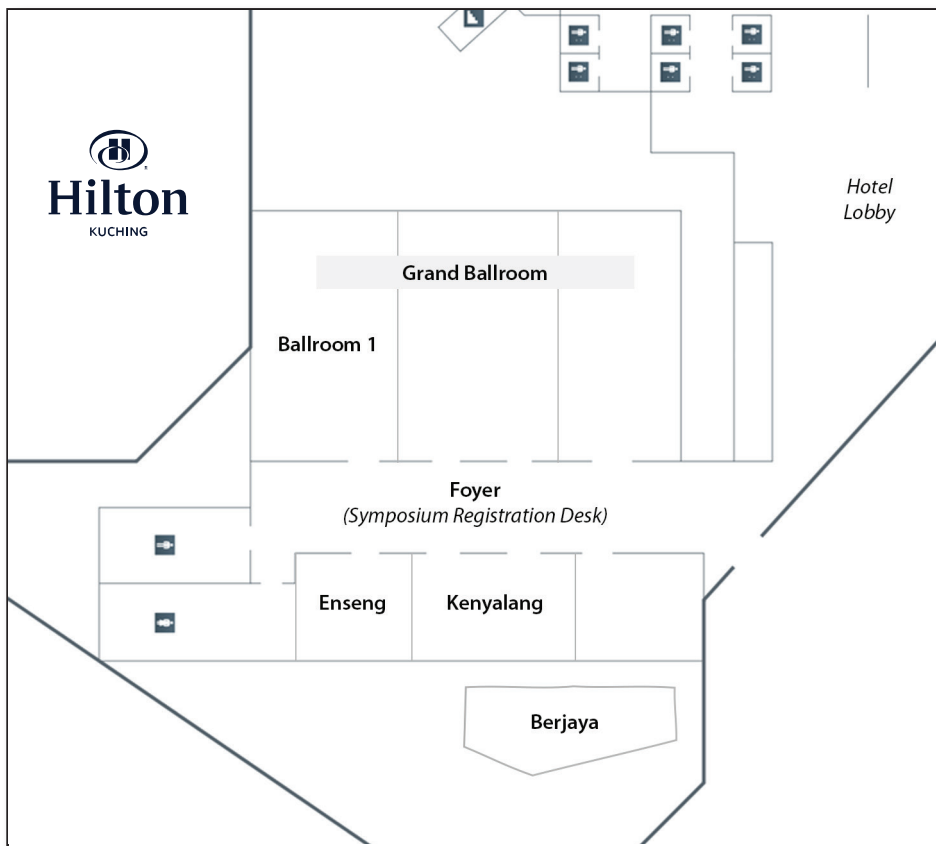 Hilton
KUCHING
Hotel
Lobby
Grand Ballroom
Ballroom 1
Foyer
(Symposium Registration Desk)
Enseng
Kenyalang
Berjaya